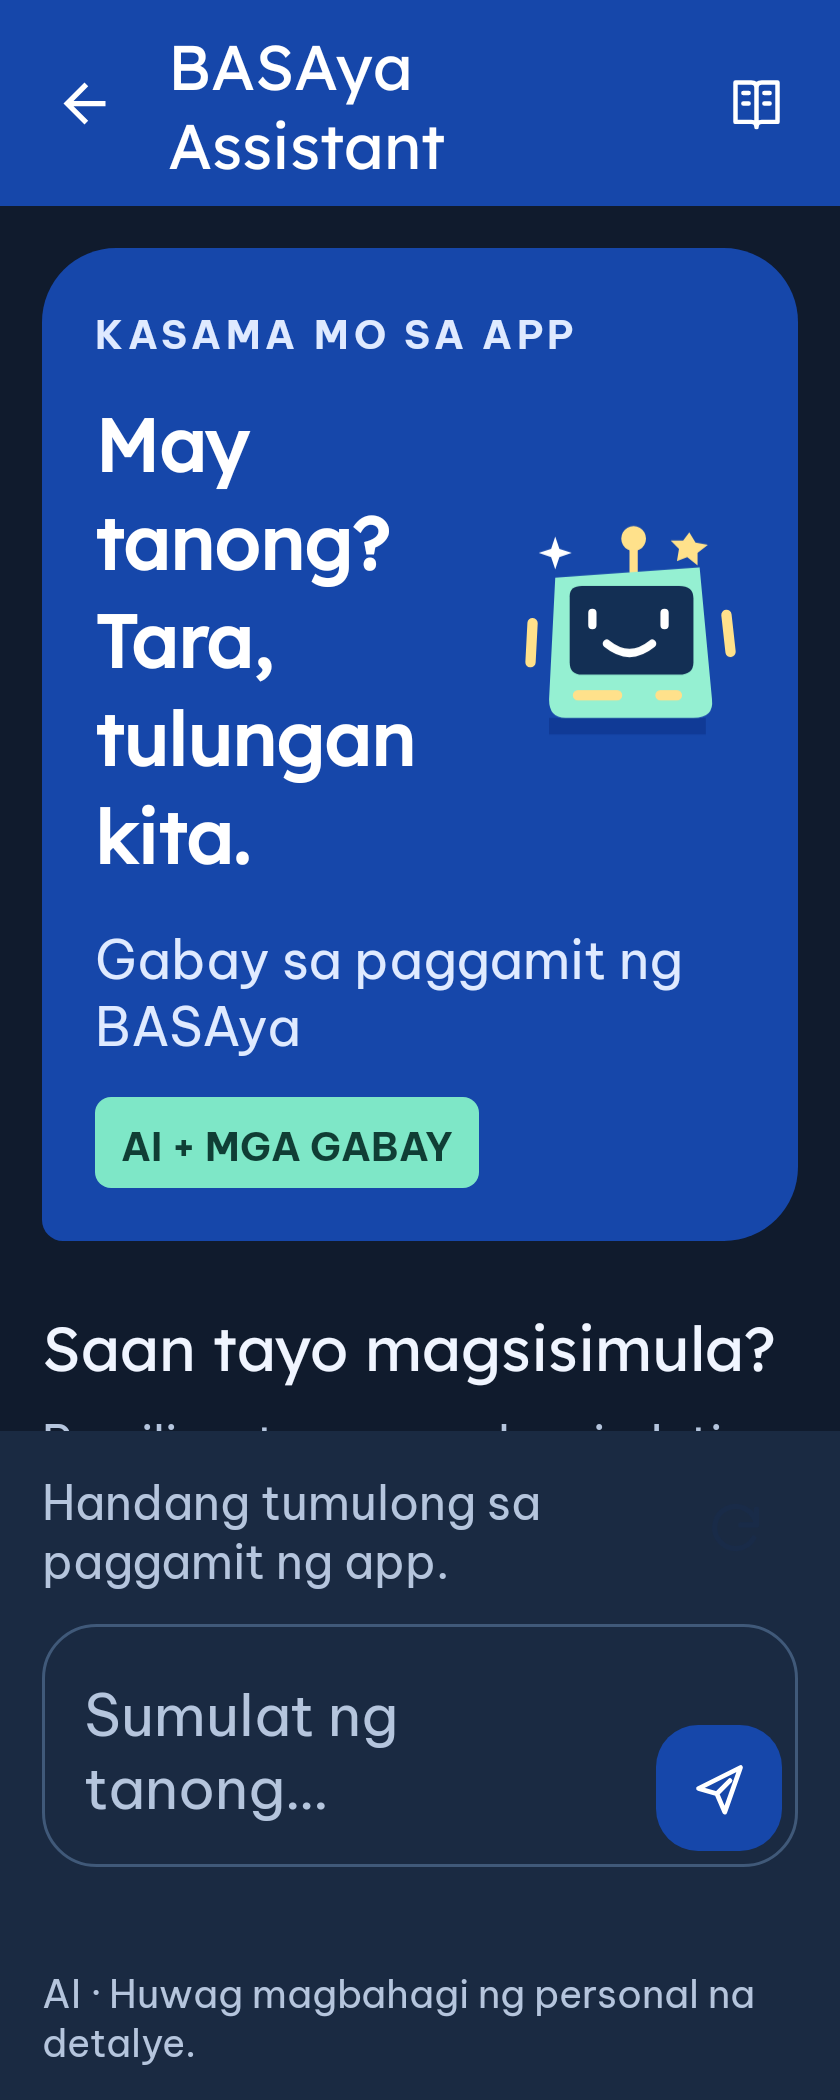 BASAya
Assistant
KASAMA MO SA APP
May
tanong?
Tara,
tulungan
kita.
Gabay sa paggamit ng
BASAya
AI + MGA GABAY
Saan tayo magsisimula?
Handang tumulong sa
paggamit ng app.
Sumulat ng
tanong...
AI · Huwag magbahagi ng personal na
detalye.